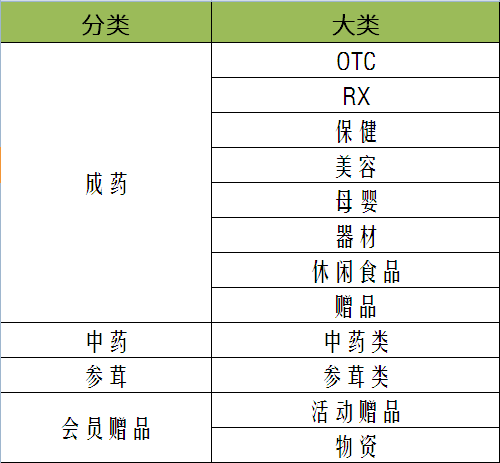 分类 大类
成药 OTC
RX
保健
美容
母婴
器材
休闲食品
赠品
中药 中药类
参茸 参茸类
会员赠品 活动赠品
物资